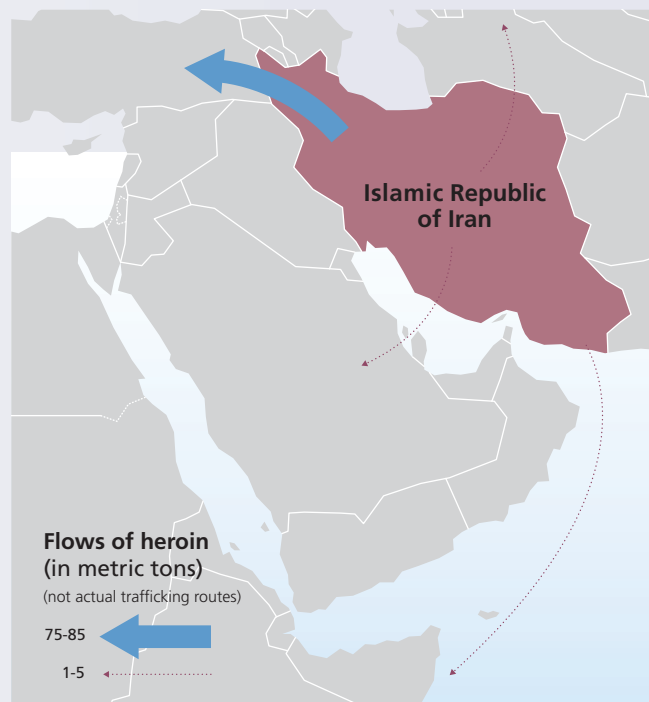 Islamic Republic
of Iran
Flows of heroin
(in metric tons)
(not actual trafficking routes)
75-85
1-5